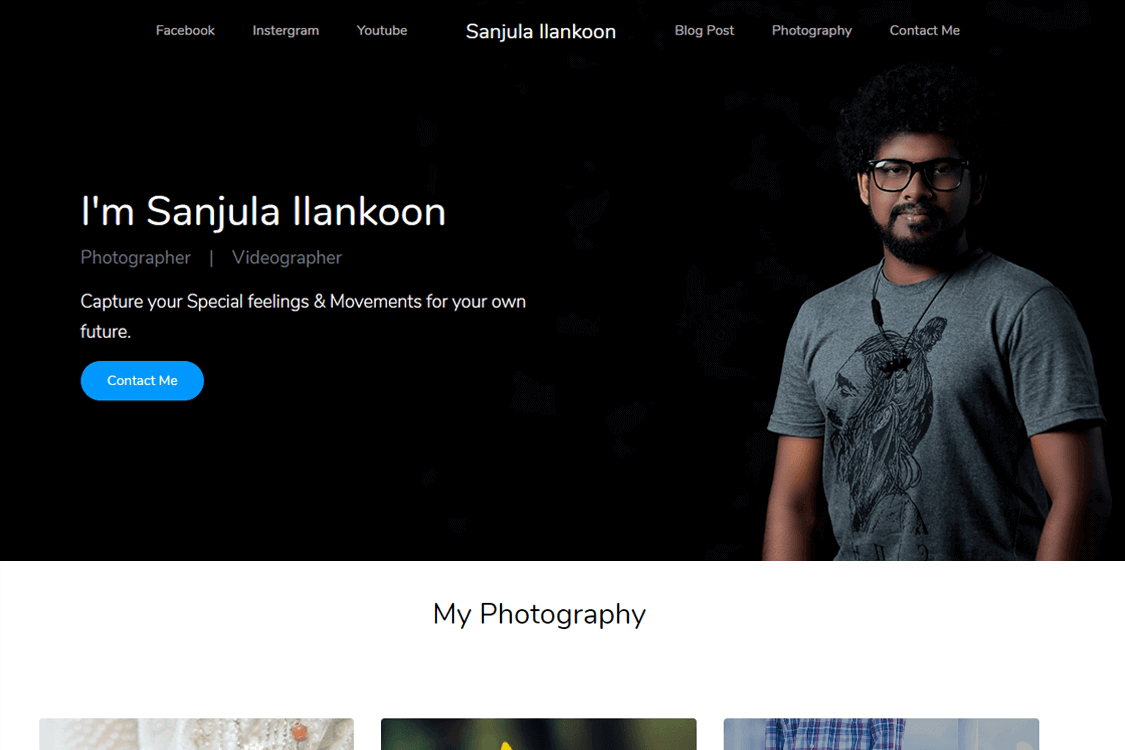 Facebook Instergram Youtube Sanjula Ilankoon Blog Post Photography Contact Me
I'm Sanjula Ilankoon
Photographer | Videographer
Capture your Special feelings & Movements for your own
future.
Contact Me
My Photography